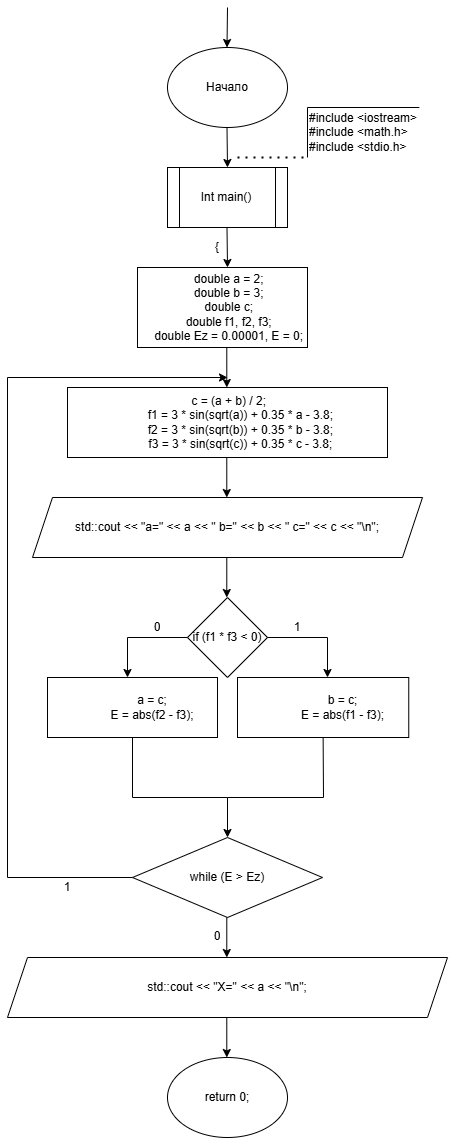 Начало
#include <iostream>
#include <math.h>
#include <stdio.h>
Int main()
{
double a = 2;
double b = 3;
double c;
double f1, f2, f3;
double Ez = 0.00001, E = 0;
c = (a + b) / 2;
f1 = 3 * sin(sqrt(a)) + 0.35 * a - 3.8;
f2 = 3 * sin(sqrt(b)) + 0.35 * b - 3.8;
f3 = 3 * sin(sqrt(c)) + 0.35 * c - 3.8;
std::cout << "a=" << a << " b=" << b << " c=" << c << "\n";
0
if (f1 * f3 < 0)
1
a = c;
E = abs(f2 - f3);
b = c;
E = abs(f1 - f3);
while (E > Ez)
1
0
std::cout << "X=" << a << "\n";
return 0;